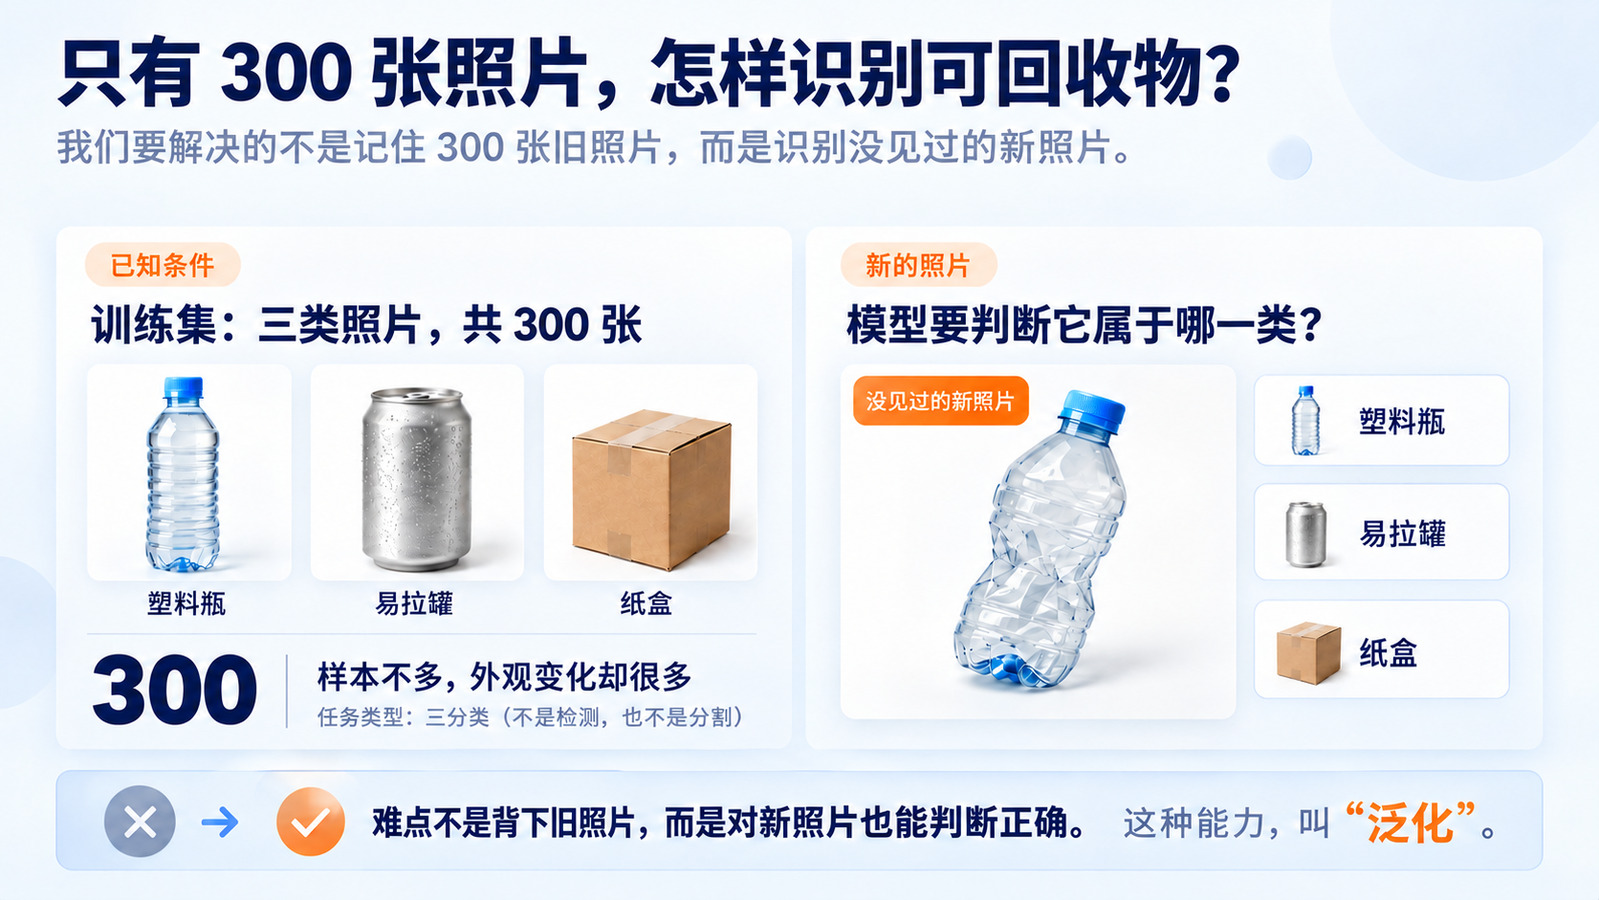 只有 300 张照片，怎样识别可回收物？
我们要解决的不是记住 300 张旧照片，而是识别没见过的新照片。
已知条件
训练集：三类照片，共 300 张
塑料瓶
易拉罐
纸盒
300
样本不多，外观变化却很多
任务类型：三分类（不是检测，也不是分割）
新的照片
模型要判断它属于哪一类？
没见过的新照片
塑料瓶
易拉罐
纸盒
难点不是背下旧照片，而是对新照片也能判断正确。 这种能力，叫“泛化”。